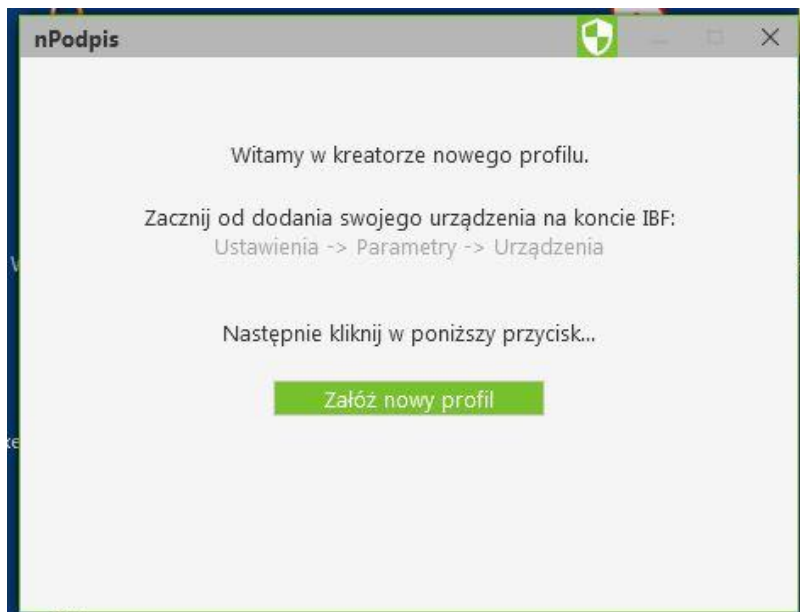 nPodpis
Witamy w kreatorze nowego profilu.
Zacznij od dodania swojego urządzenia na koncie IBF:
Ustawienia -> Parametry -> Urządzenia
Następnie kliknij w poniższy przycisk...
Załóż nowy profil